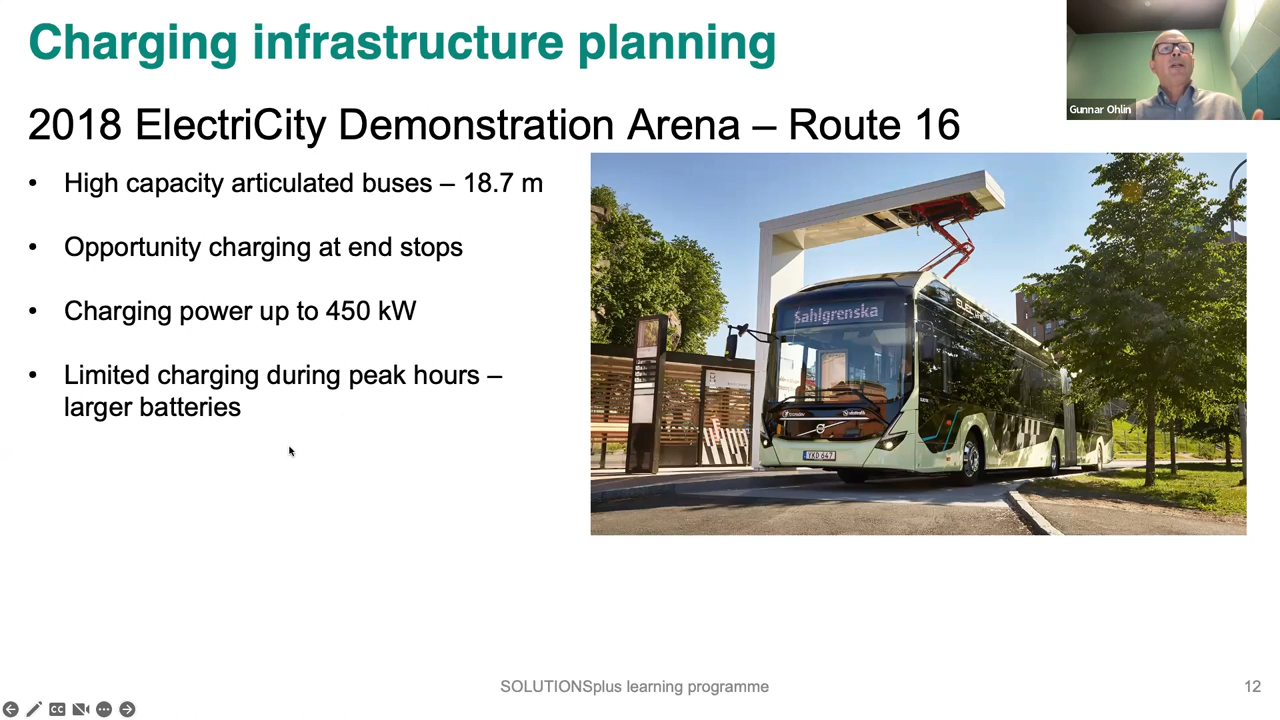 Charging infrastructure planning
Gunnar Ohlin
2018 ElectriCity Demonstration Arena – Route 16
• High capacity articulated buses – 18.7 m
• Opportunity charging at end stops
• Charging power up to 450 kW
• Limited charging during peak hours –
larger batteries
Sahlgrenska
SOLUTIONSplus learning programme
12
CC